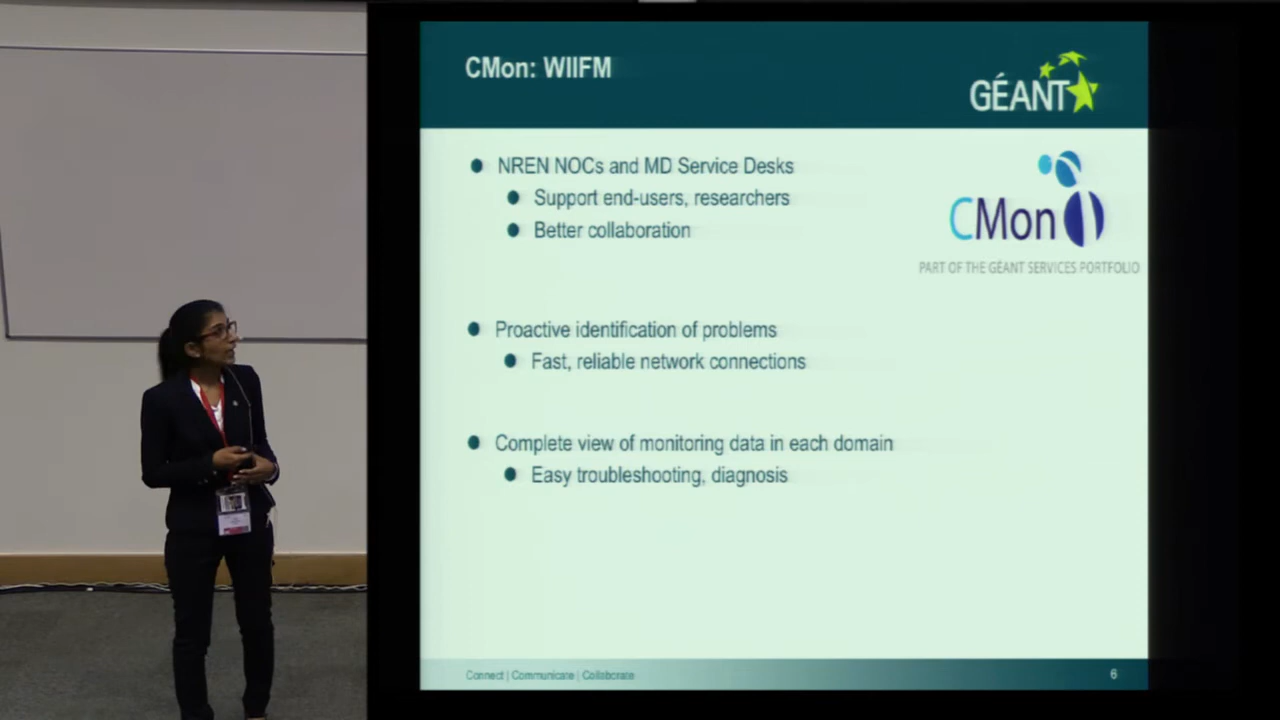 CMon: WIIFM
GÉANT
NREN NOCs and MD Service Desks
Support end-users, researchers
Better collaboration
CMon
PART OF THE GÉANT SERVICES PORTFOLIO
Proactive identification of problems
Fast, reliable network connections
Complete view of monitoring data in each domain
Easy troubleshooting, diagnosis
Connect | Communicate | Collaborate
6